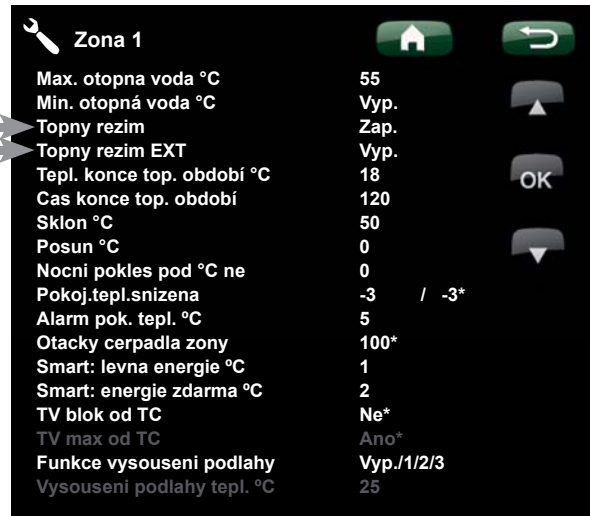 Zona 1
Max. otopna voda °C 55
Min. otopná voda °C Vyp.
Topny rezim Zap.
Topny rezim EXT Vyp.
Tepl. konce top. období °C 18
Cas konce top. období 120
Sklon °C 50
Posun °C 0
Nocni pokles pod °C ne 0
Pokoj.tepl.snizena -3 / -3*
Alarm pok. tepl. ºC 5
Otacky cerpadla zony 100*
Smart: levna energie ºC 1
Smart: energie zdarma ºC 2
TV blok od TC Ne*
TV max od TC Ano*
Funkce vysouseni podlahy Vyp./1/2/3
Vysouseni podlahy tepl. ºC 25
OK